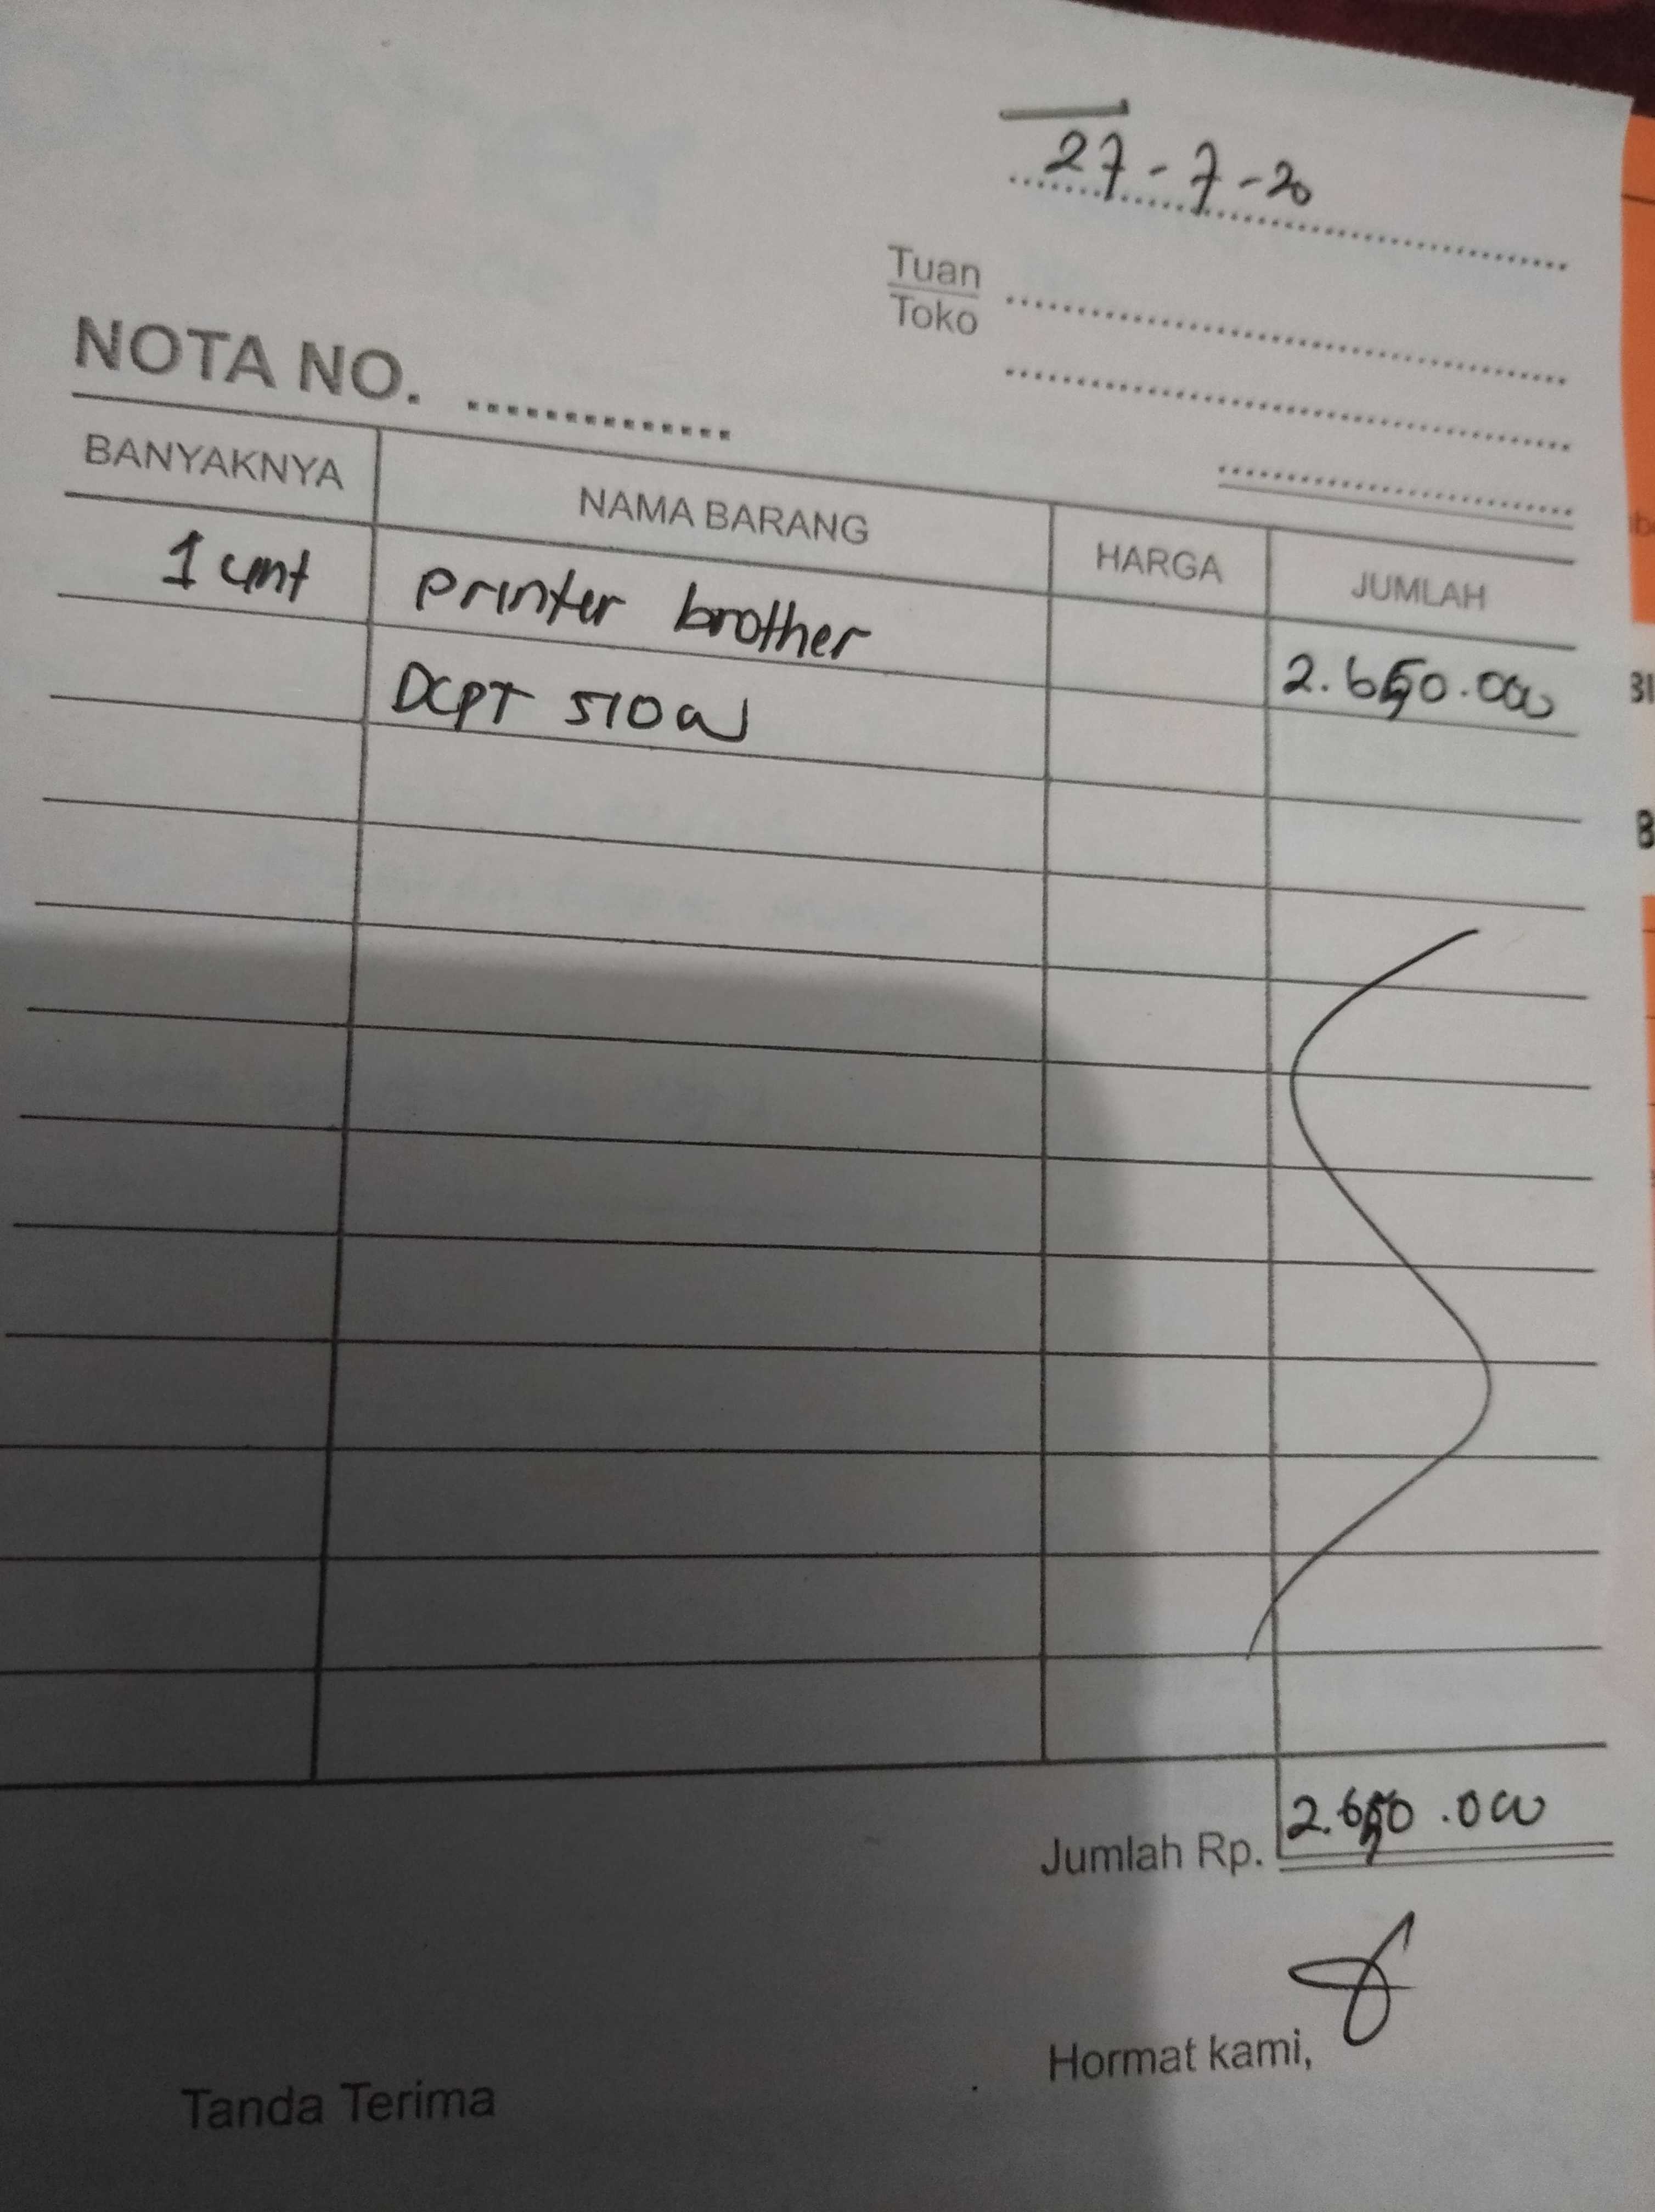 27-7-20
Tuan
Toko
NOTA NO.
BANYAKNYA NAMA BARANG HARGA JUMLAH
1 unit printer brother 2.650.000
DCPT 510W
Jumlah Rp. 2.650.000
Hormat kami,
Tanda Terima